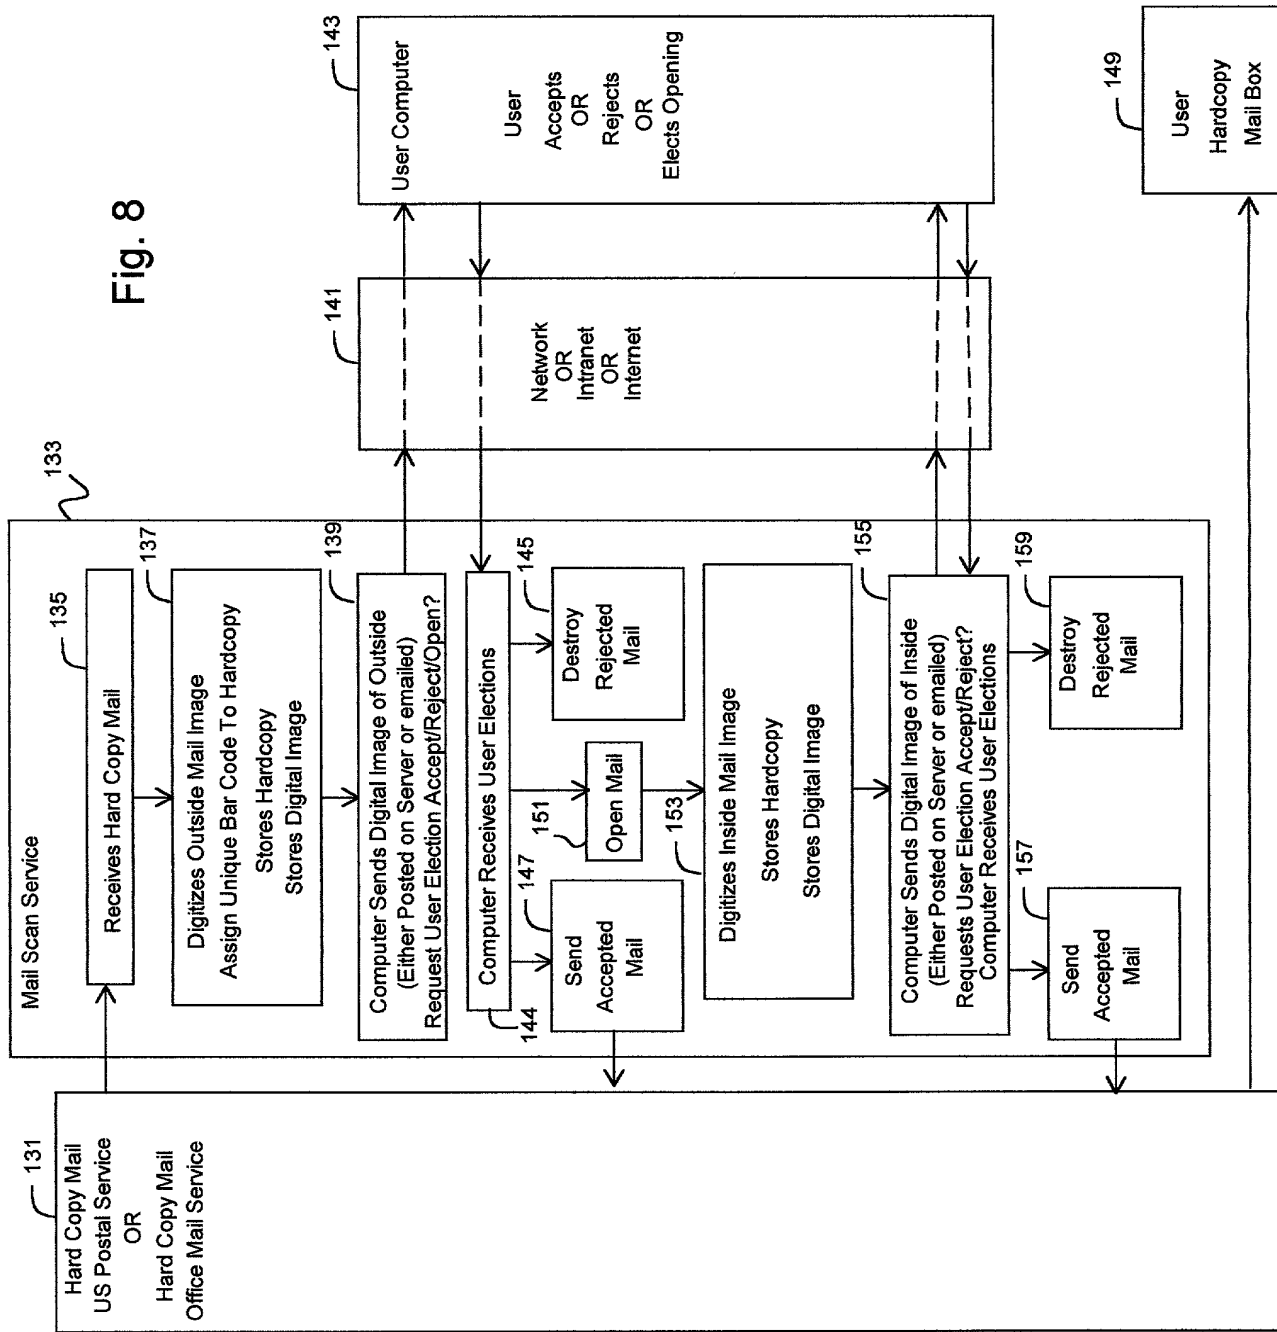 Fig. 8
131
Hard Copy Mail
US Postal Service
OR
Hard Copy Mail
Office Mail Service
133
Mail Scan Service
135
Receives Hard Copy Mail
137
Digitizes Outside Mail Image
Assign Unique Bar Code To Hardcopy
Stores Hardcopy
Stores Digital Image
139
Computer Sends Digital Image of Outside
(Either Posted on Server or emailed)
Request User Election Accept/Reject/Open?
144
Computer Receives User Elections
147
Send
Accepted
Mail
151
Open Mail
145
Destroy
Rejected
Mail
153
Digitizes Inside Mail Image
Stores Hardcopy
Stores Digital Image
155
Computer Sends Digital Image of Inside
(Either Posted on Server or emailed)
Requests User Election Accept/Reject?
Computer Receives User Elections
157
Send
Accepted
Mail
159
Destroy
Rejected
Mail
141
Network
OR
Intranet
OR
Internet
143
User Computer
User
Accepts
OR
Rejects
OR
Elects Opening
149
User
Hardcopy
Mail Box